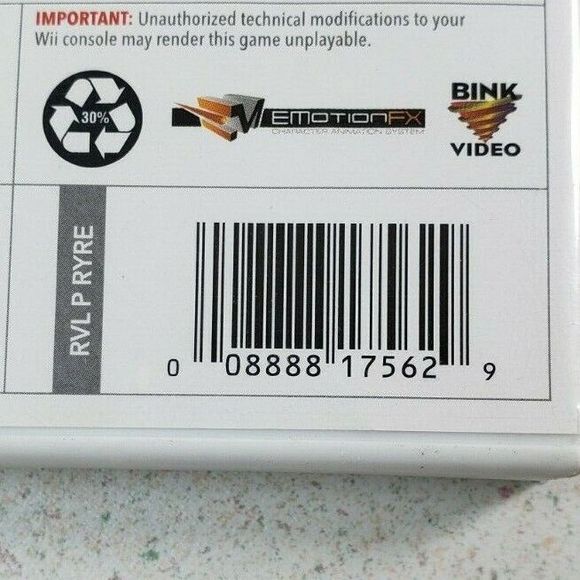 IMPORTANT: Unauthorized technical modifications to your
Wii console may render this game unplayable.
30%
EMOTIONFX
CHARACTER ANIMATION SYSTEM
BINK
VIDEO
RVL P RYRE
0 08888 17562 9